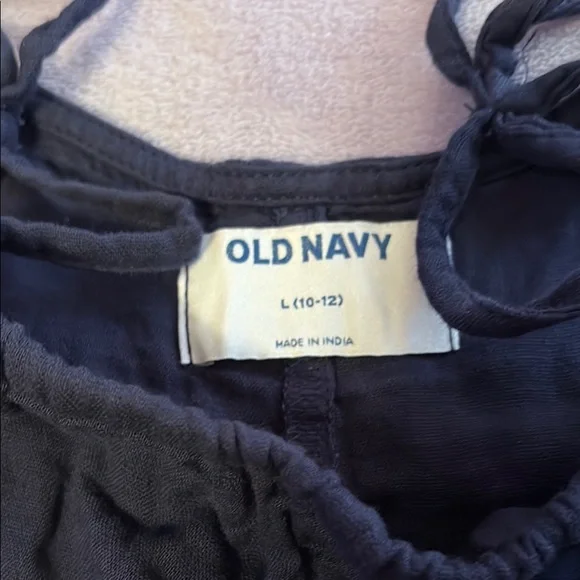 OLD NAVY
L (10-12)
MADE IN INDIA